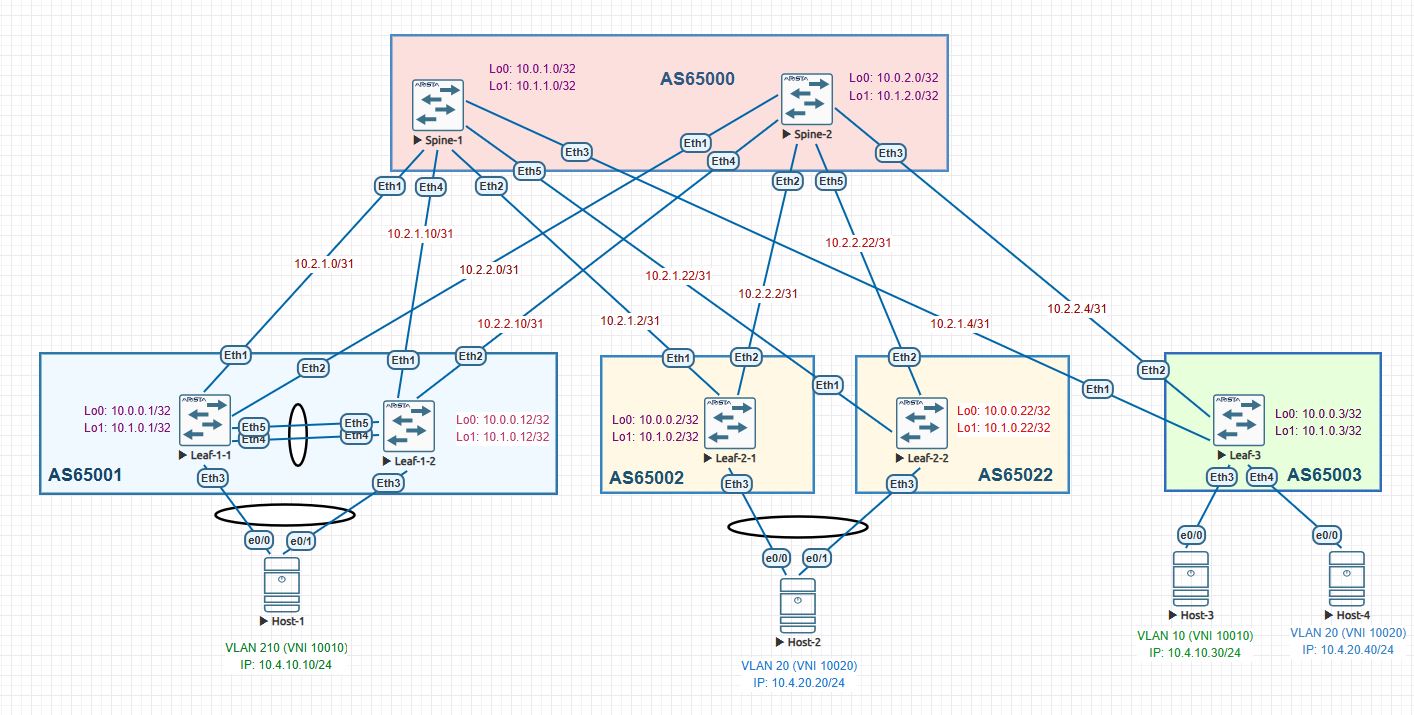 Lo0: 10.0.1.0/32
Lo1: 10.1.1.0/32
AS65000
Lo0: 10.0.2.0/32
Lo1: 10.1.2.0/32
ARISTA
Spine-1
ARISTA
Spine-2
Eth1
Eth4
Eth2
Eth5
Eth3
Eth1
Eth4
Eth2
Eth5
Eth3
10.2.1.10/31
10.2.2.22/31
10.2.1.0/31
10.2.2.0/31
10.2.1.22/31
10.2.2.2/31
10.2.2.4/31
10.2.2.10/31
10.2.1.2/31
10.2.1.4/31
Eth1
Eth2
Eth1
Eth2
Eth1
Eth2
Eth1
Eth2
Eth1
Eth2
Lo0: 10.0.0.1/32
Lo1: 10.1.0.1/32
ARISTA
Leaf-1-1
Eth5
Eth4
Eth5
Eth4
ARISTA
Leaf-1-2
Lo0: 10.0.0.12/32
Lo1: 10.1.0.12/32
AS65001
Eth3
Eth3
Lo0: 10.0.0.2/32
Lo1: 10.1.0.2/32
ARISTA
Leaf-2-1
AS65002
Eth3
ARISTA
Leaf-2-2
Lo0: 10.0.0.22/32
Lo1: 10.1.0.22/32
AS65022
Eth3
ARISTA
Leaf-3
Lo0: 10.0.0.3/32
Lo1: 10.1.0.3/32
AS65003
Eth3
Eth4
e0/0
e0/1
Host-1
VLAN 210 (VNI 10010)
IP: 10.4.10.10/24
e0/0
e0/1
Host-2
VLAN 20 (VNI 10020)
IP: 10.4.20.20/24
e0/0
Host-3
VLAN 10 (VNI 10010)
IP: 10.4.10.30/24
e0/0
Host-4
VLAN 20 (VNI 10020)
IP: 10.4.20.40/24